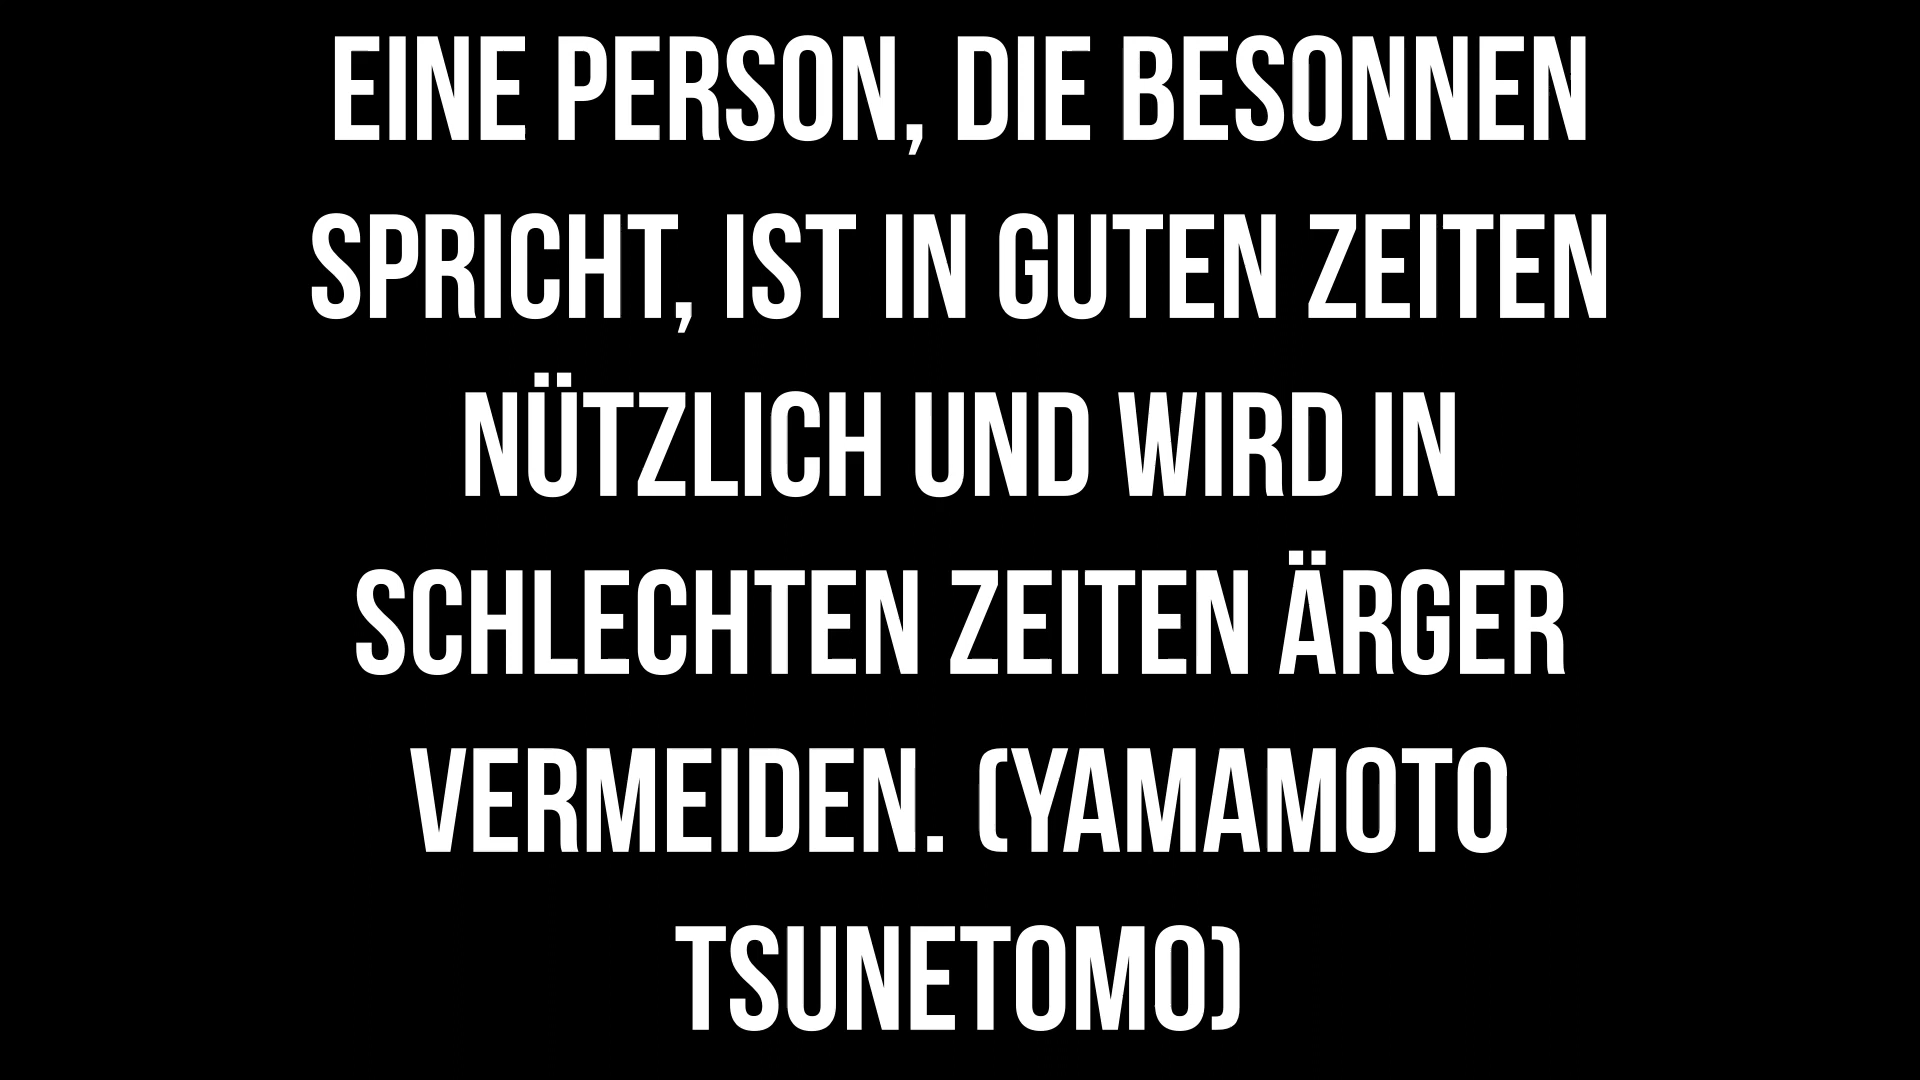 EINE PERSON, DIE BESONNEN
SPRICHT, IST IN GUTEN ZEITEN
NÜTZLICH UND WIRD IN
SCHLECHTEN ZEITEN ÄRGER
VERMEIDEN. (YAMAMOTO
TSUNETOMO)